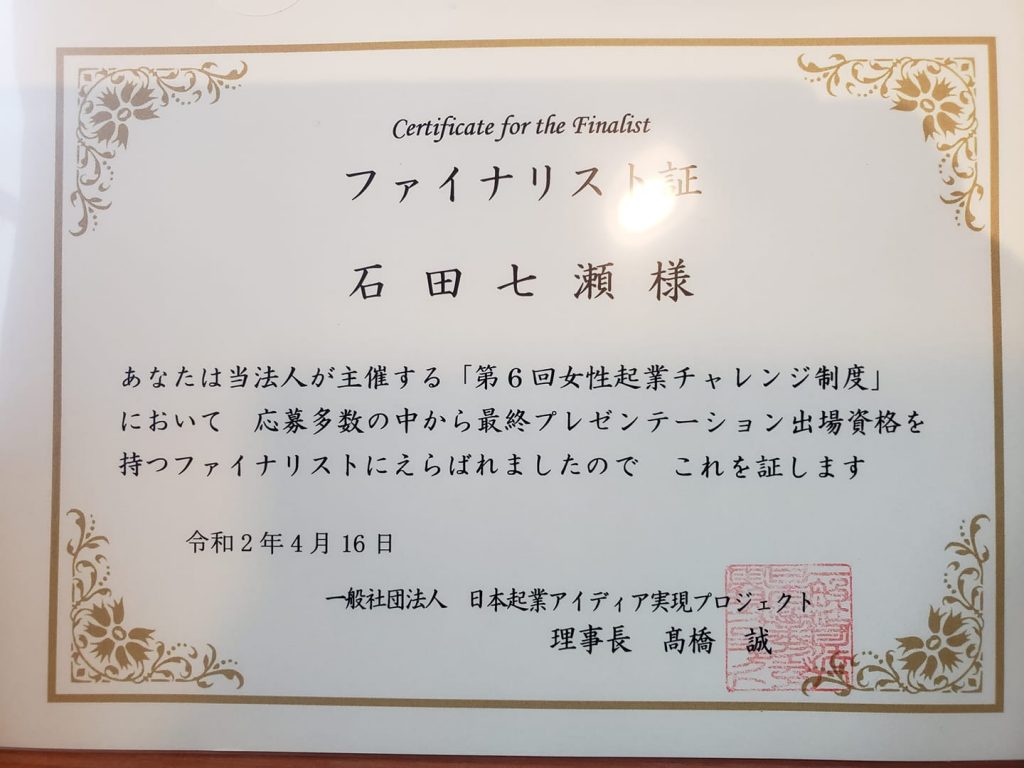 Certificate for the Finalist
ファイナリスト証
石田七瀬様
あなたは当法人が主催する「第6回女性起業チャレンジ制度」
において　応募多数の中から最終プレゼンテーション出場資格を
持つファイナリストにえらばれましたので　これを証します
令和2年4月16日
一般社団法人　日本起業アイディア実現プロジェクト
理事長　髙橋　誠